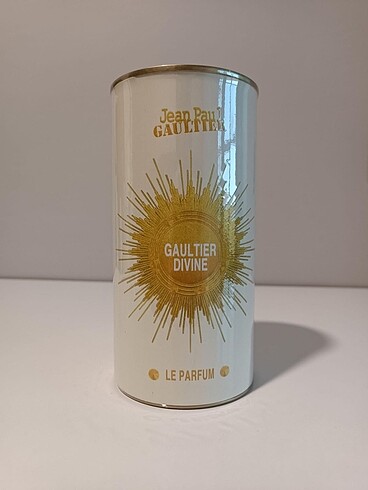 Jean Paul
GAULTIER
GAULTIER
DIVINE
LE PARFUM